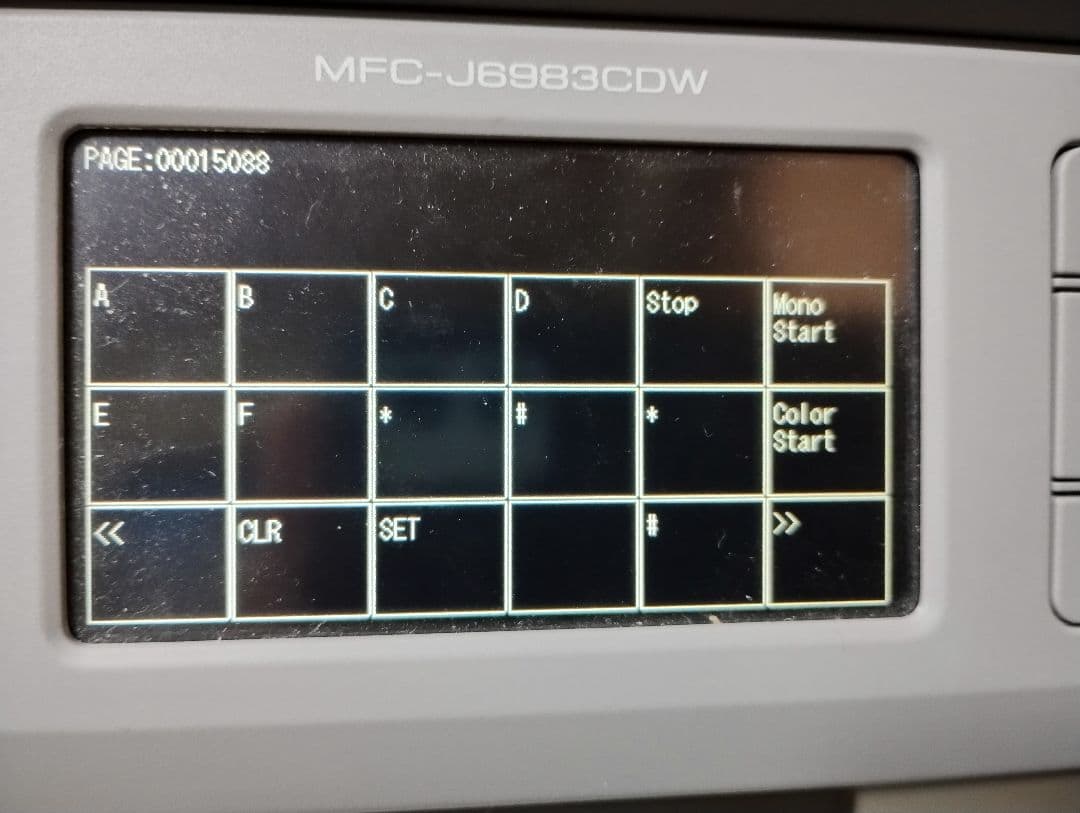 MFC-J6983CDW
PAGE:00015088
A B C D Stop Mono
Start
E F * # * Color
Start
<< CLR SET # >>